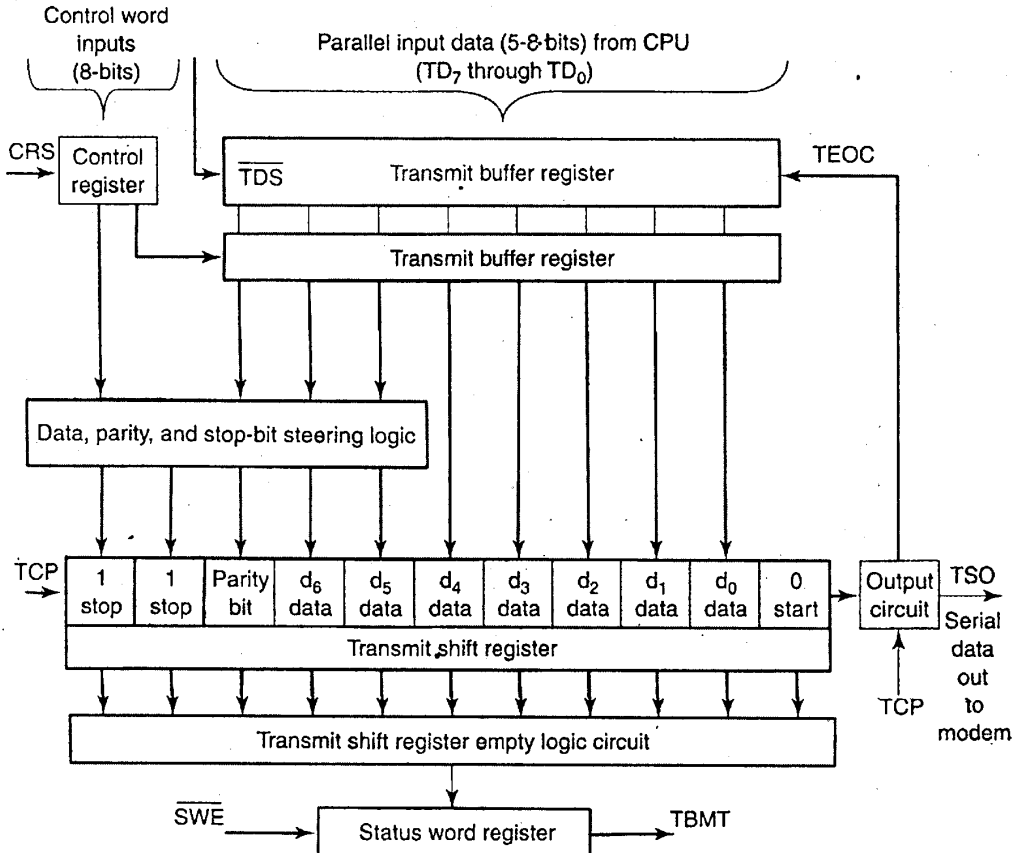 Control word
inputs
(8-bits)
Parallel input data (5-8-bits) from CPU
(TD₇ through TD₀)
CRS
Control
register
T̅D̅S̅
Transmit buffer register
TEOC
Transmit buffer register
Data, parity, and stop-bit steering logic
TCP
1
stop
1
stop
Parity
bit
d₆
data
d₅
data
d₄
data
d₃
data
d₂
data
d₁
data
d₀
data
0
start
Output
circuit
TSO
Serial
data
out
to
modem
Transmit shift register
TCP
Transmit shift register empty logic circuit
S̅W̅E̅
Status word register
TBMT